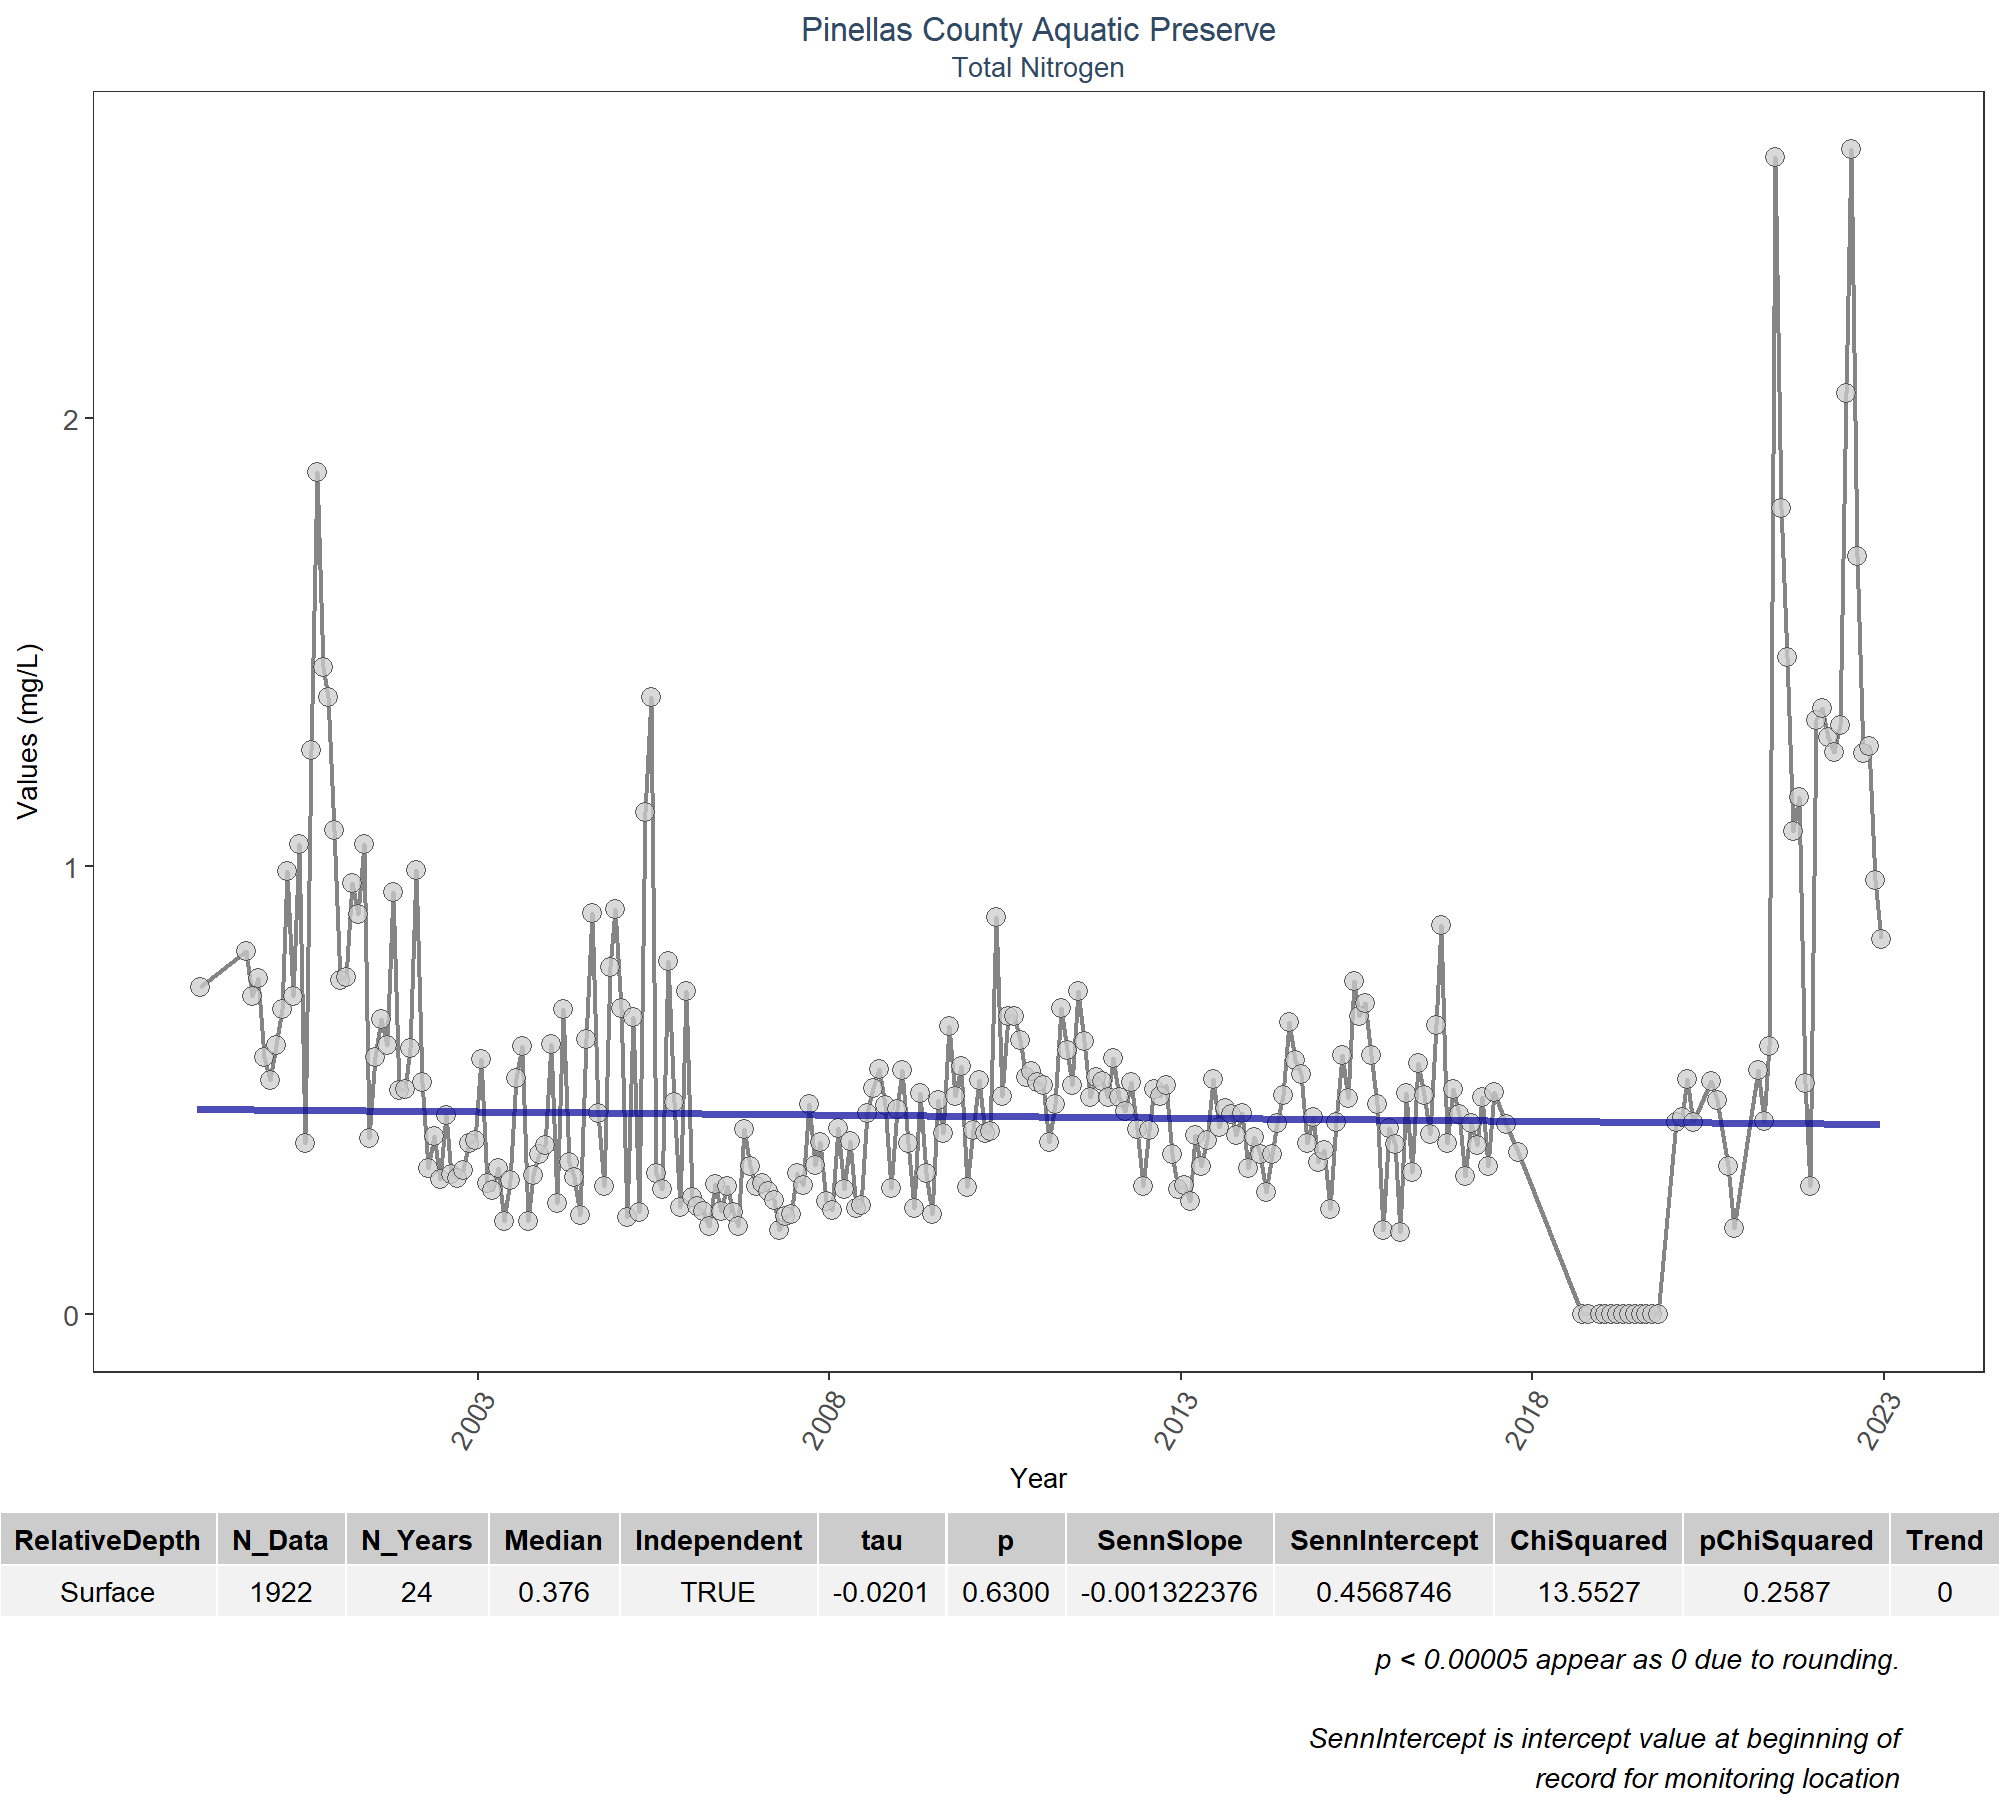 Pinellas County Aquatic Preserve
Total Nitrogen
Values (mg/L)
2
1
0
2003 2008 2013 2018 2023
Year
RelativeDepth N_Data N_Years Median Independent tau p SennSlope SennIntercept ChiSquared pChiSquared Trend
Surface 1922 24 0.376 TRUE -0.0201 0.6300 -0.001322376 0.4568746 13.5527 0.2587 0
p < 0.00005 appear as 0 due to rounding.
SennIntercept is intercept value at beginning of
record for monitoring location